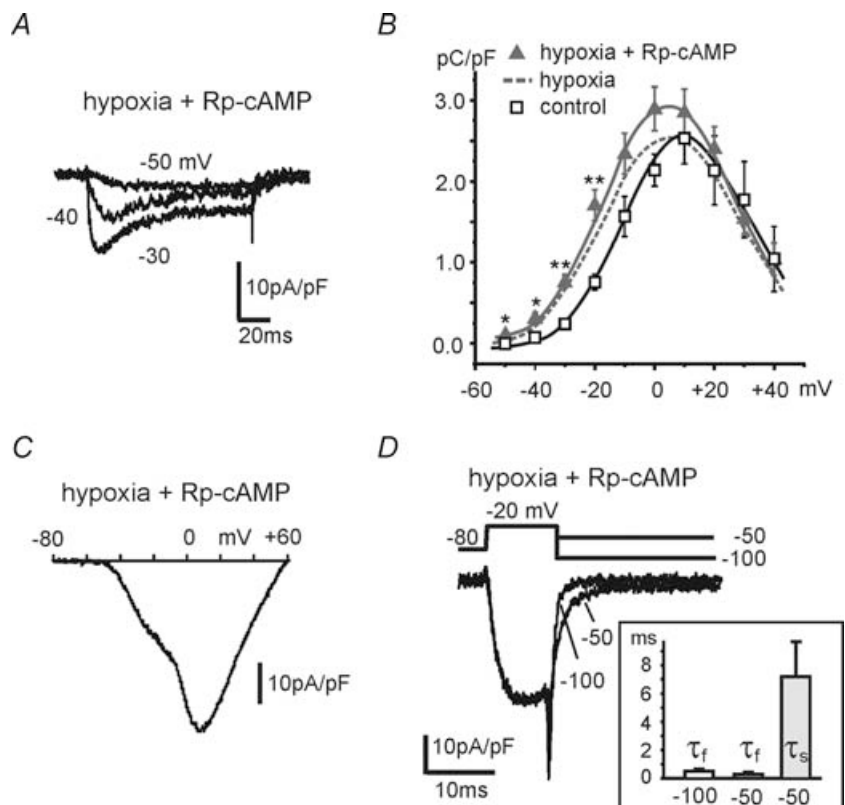 A
hypoxia + Rp-cAMP
-50 mV
-40
-30
10pA/pF
20ms
B
pC/pF
hypoxia + Rp-cAMP
hypoxia
control
3.0
2.0
1.0
0.0
* * ** **
-60 -40 -20 0 +20 +40 mV
C
hypoxia + Rp-cAMP
-80 0 mV +60
10pA/pF
D
hypoxia + Rp-cAMP
-20 mV
-80
-50
-100
-50
-100
10pA/pF
10ms
ms
8
6
4
2
0
τf τf τs
-100 -50 -50